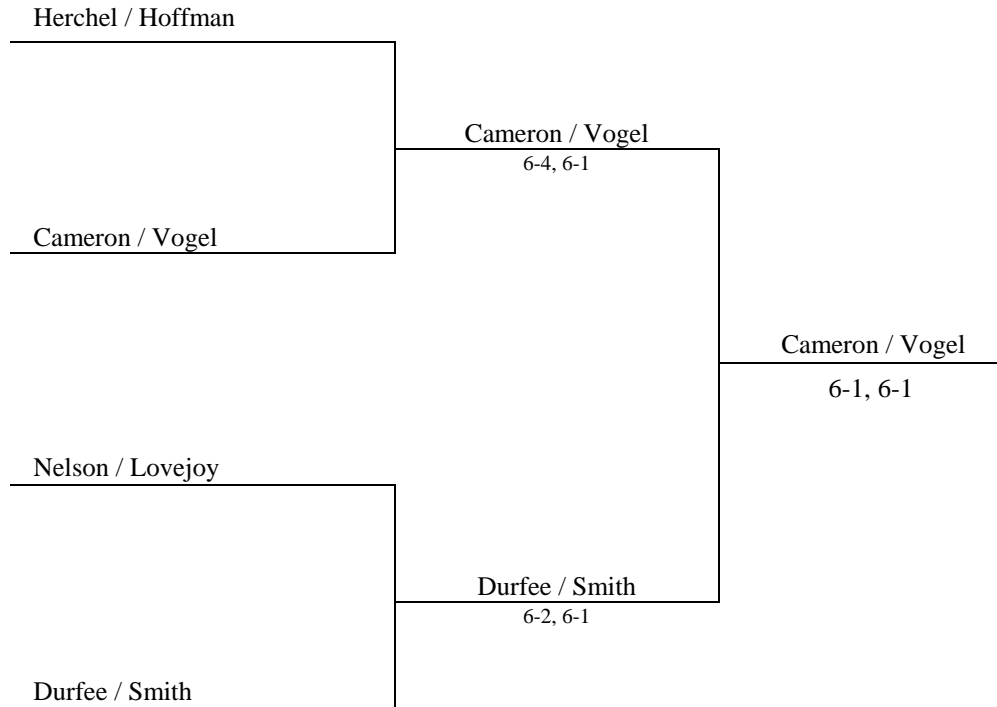 Herchel / Hoffman
Cameron / Vogel
6-4, 6-1
Cameron / Vogel
Cameron / Vogel
6-1, 6-1
Nelson / Lovejoy
Durfee / Smith
6-2, 6-1
Durfee / Smith